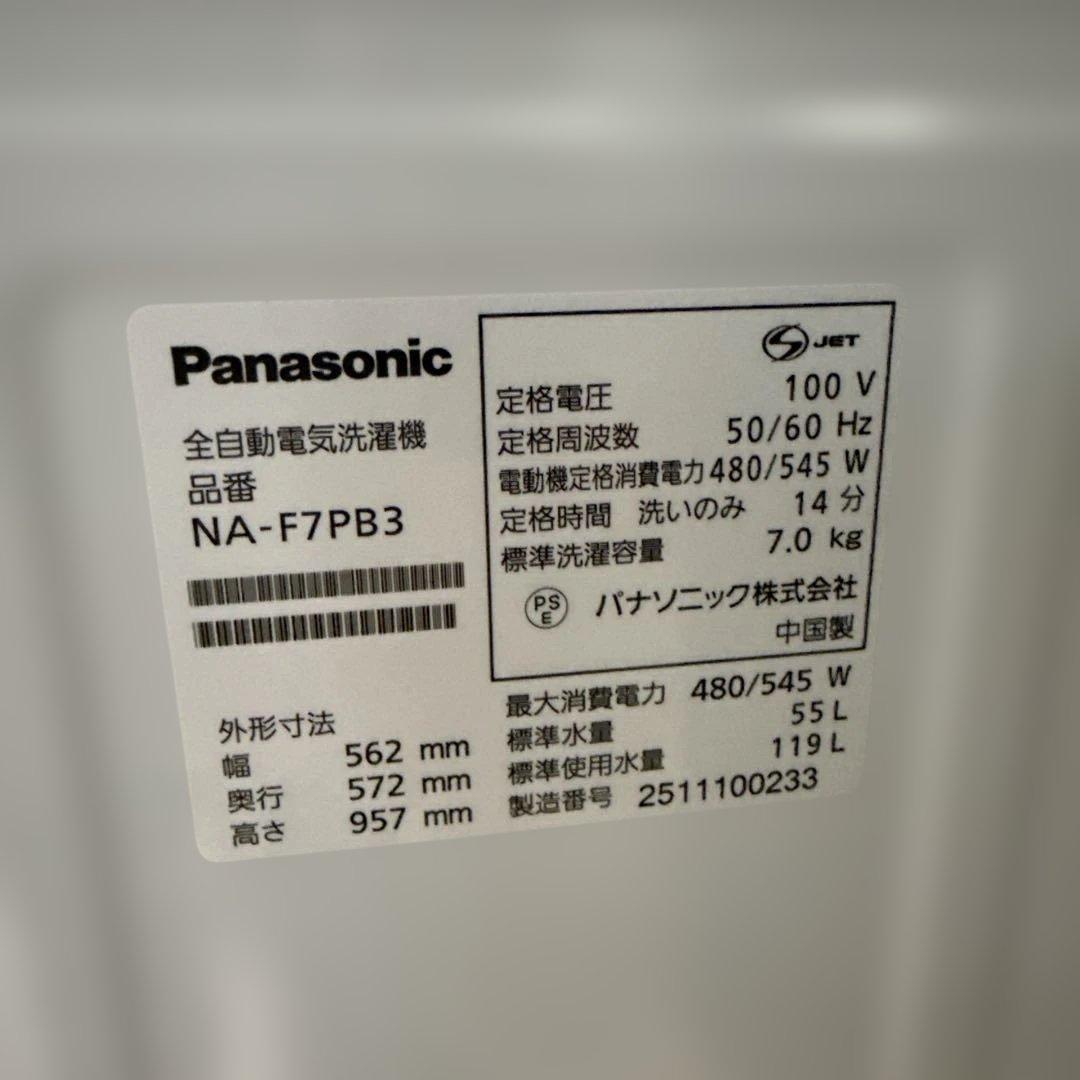 Panasonic
全自動電気洗濯機
品番
NA-F7PB3
外形寸法
幅 562 mm
奥行 572 mm
高さ 957 mm
JET
定格電圧 100 V
定格周波数 50/60 Hz
電動機定格消費電力 480/545 W
定格時間 洗いのみ 14 分
標準洗濯容量 7.0 kg
PS
E
パナソニック株式会社
中国製
最大消費電力 480/545 W
標準水量 55 L
標準使用水量 119 L
製造番号 2511100233